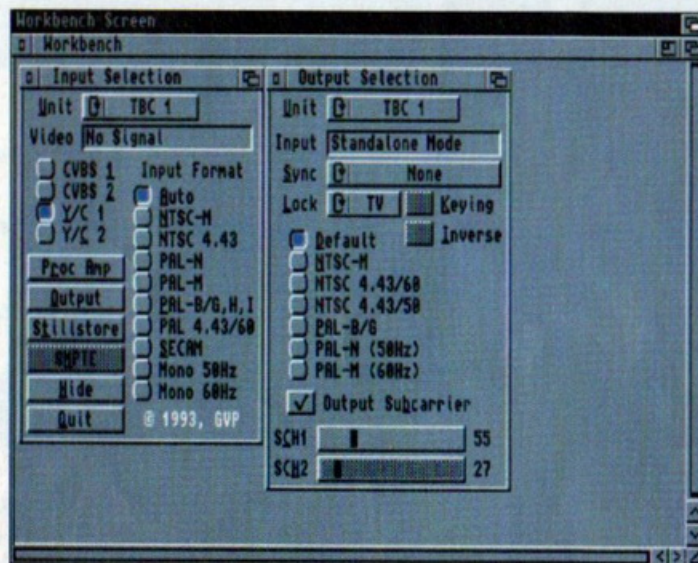 Workbench Screen
Workbench
Input Selection
Unit TBC 1
Video No Signal
CVBS 1
CVBS 2
Y/C 1
Y/C 2
Input Format
Auto
NTSC-M
NTSC 4.43
PAL-N
PAL-M
PAL-B/G,H,I
PAL 4.43/60
SECAM
Mono 50Hz
Mono 60Hz
Proc Amp
Output
Stillstore
SMPTE
Hide
Quit
© 1993, GVP
Output Selection
Unit TBC 1
Input Standalone Mode
Sync None
Lock TV
Keying
Inverse
Default
NTSC-M
NTSC 4.43/60
NTSC 4.43/50
PAL-B/G
PAL-N (50Hz)
PAL-M (60Hz)
Output Subcarrier
SCH1 55
SCH2 27